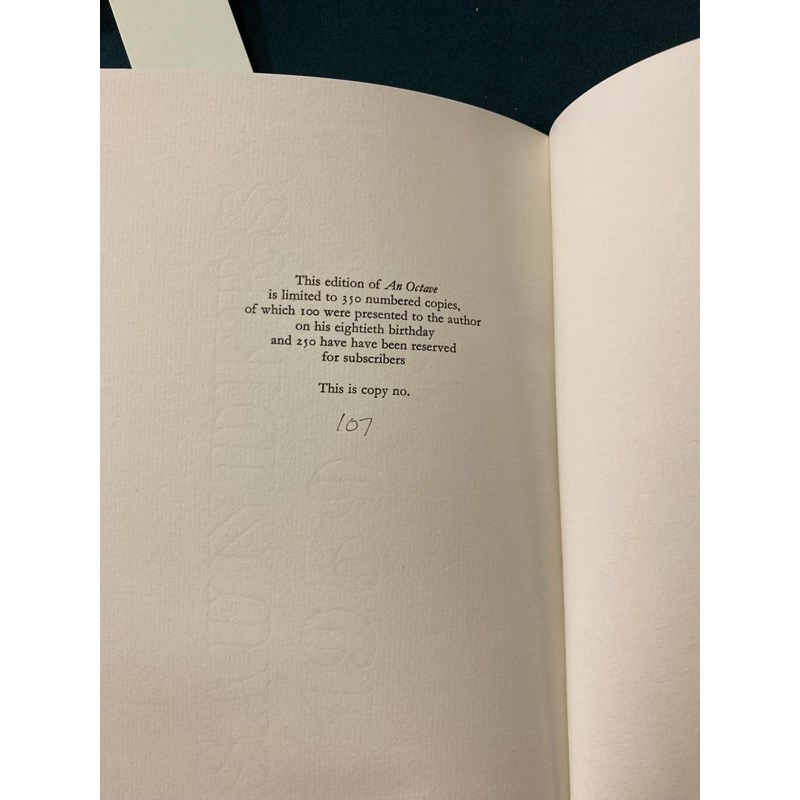 This edition of An Octave
is limited to 350 numbered copies,
of which 100 were presented to the author
on his eightieth birthday
and 250 have have been reserved
for subscribers
This is copy no.
107
SAUNDERS